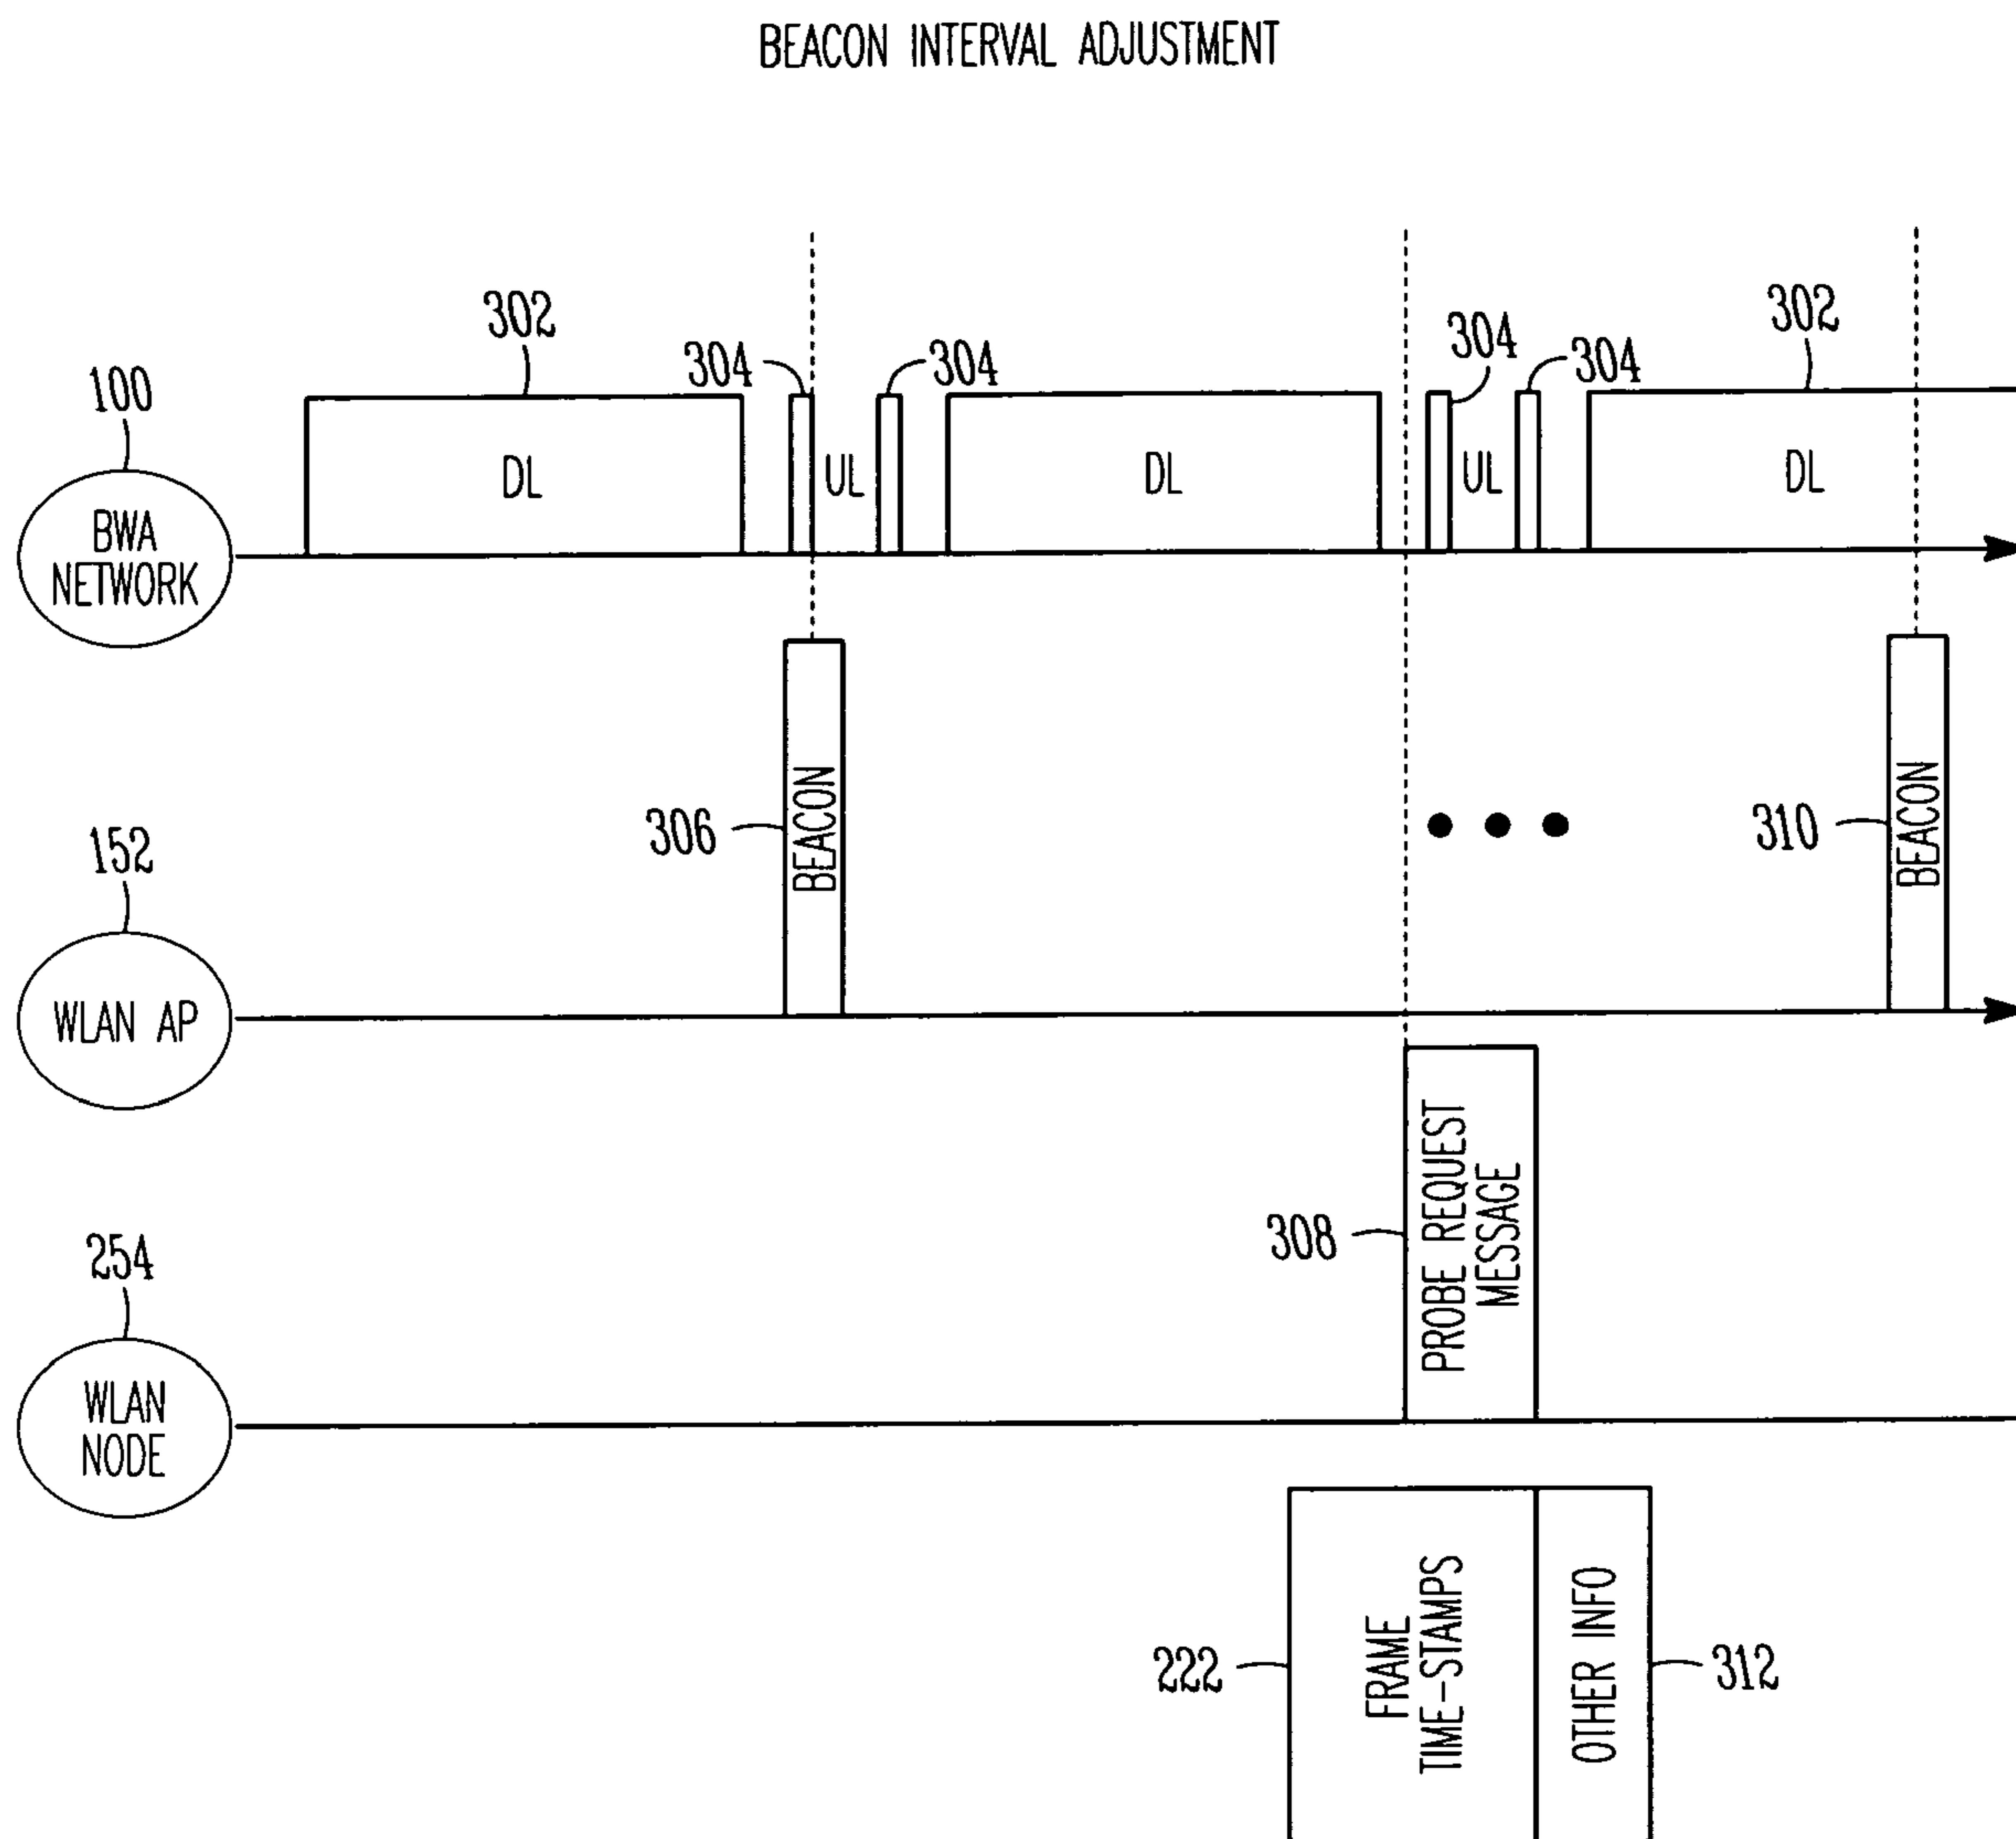 BEACON INTERVAL ADJUSTMENT
302
304
304
304
304
302
100
BWA
NETWORK
DL
UL
DL
UL
DL
306
BEACON
310
BEACON
152
WLAN AP
308
PROBE REQUEST
MESSAGE
254
WLAN
NODE
222
FRAME
TIME-STAMPS
OTHER INFO
312